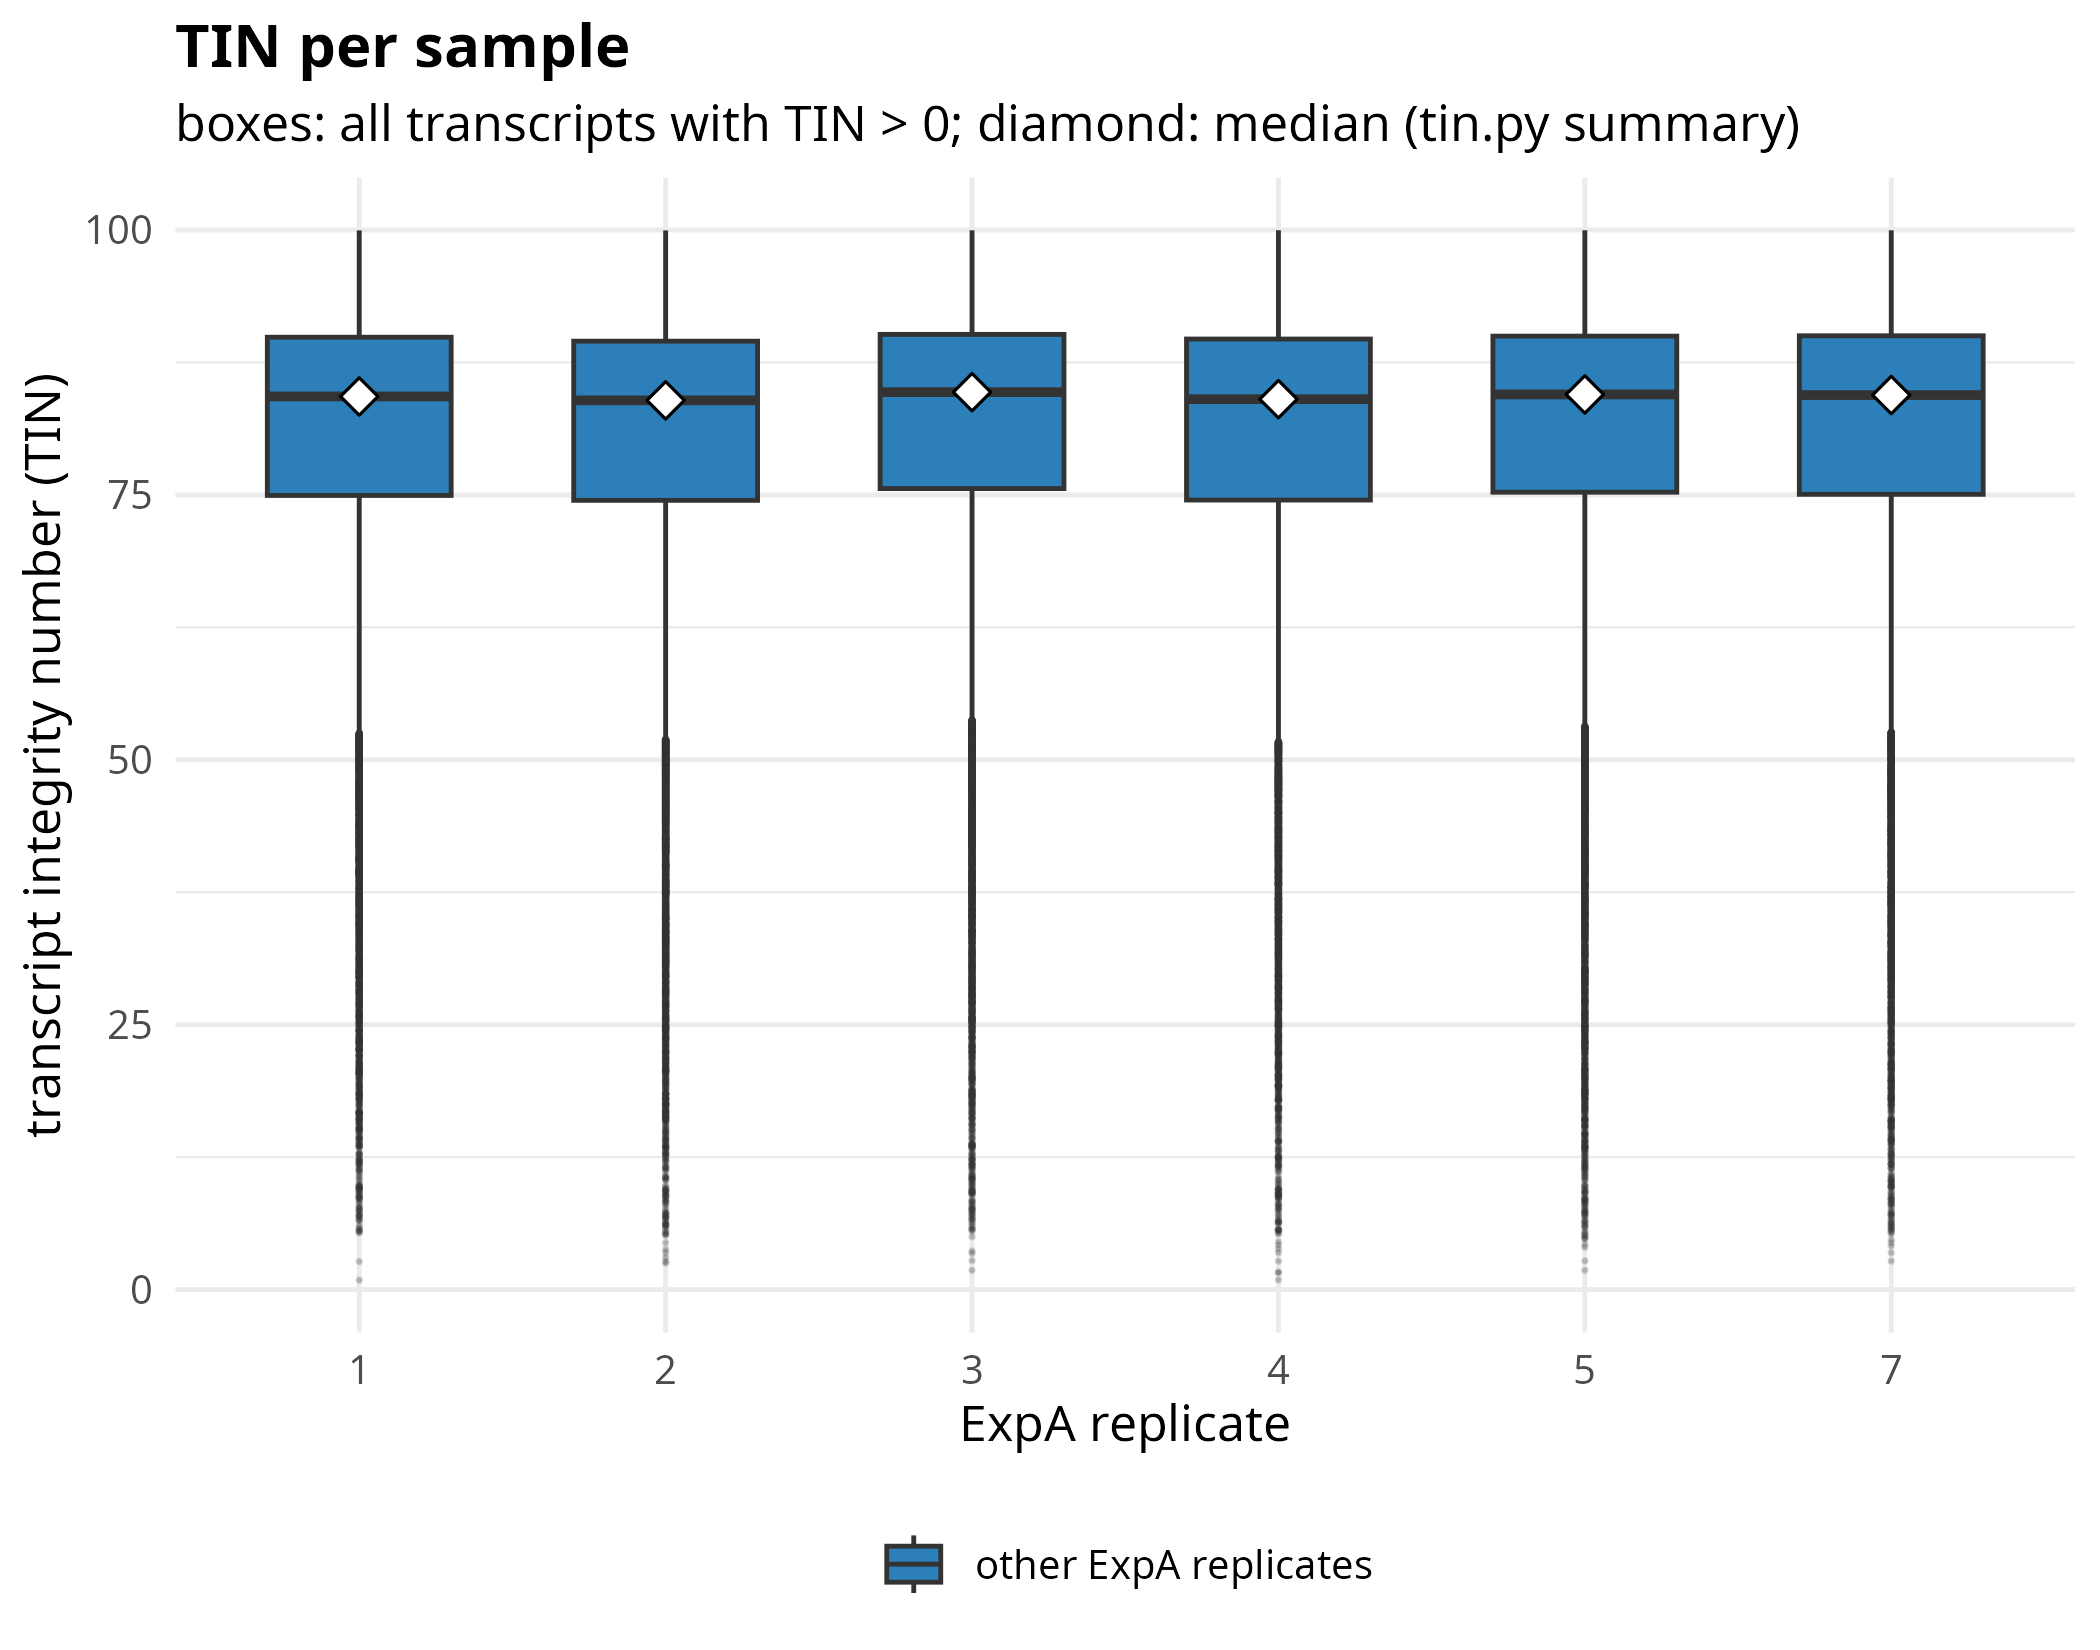 TIN per sample
boxes: all transcripts with TIN > 0; diamond: median (tin.py summary)
transcript integrity number (TIN)
100
75
50
25
0
1 2 3 4 5 7
ExpA replicate
other ExpA replicates